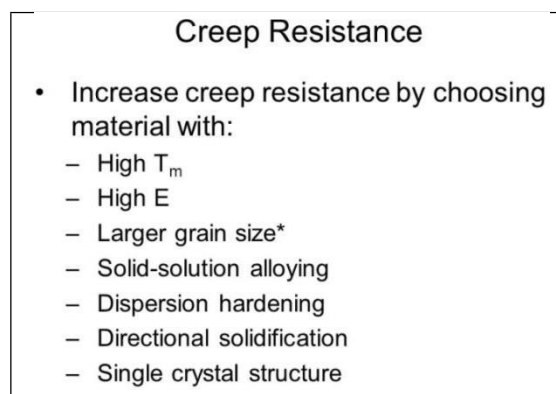 Creep Resistance
• Increase creep resistance by choosing
material with:
– High Tm
– High E
– Larger grain size*
– Solid-solution alloying
– Dispersion hardening
– Directional solidification
– Single crystal structure